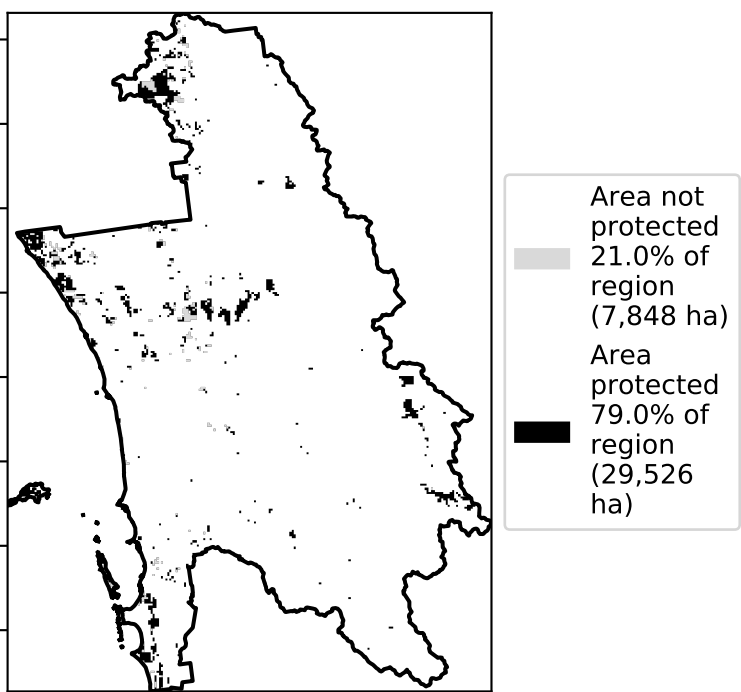 Area not
protected
21.0% of
region
(7,848 ha)
Area
protected
79.0% of
region
(29,526
ha)